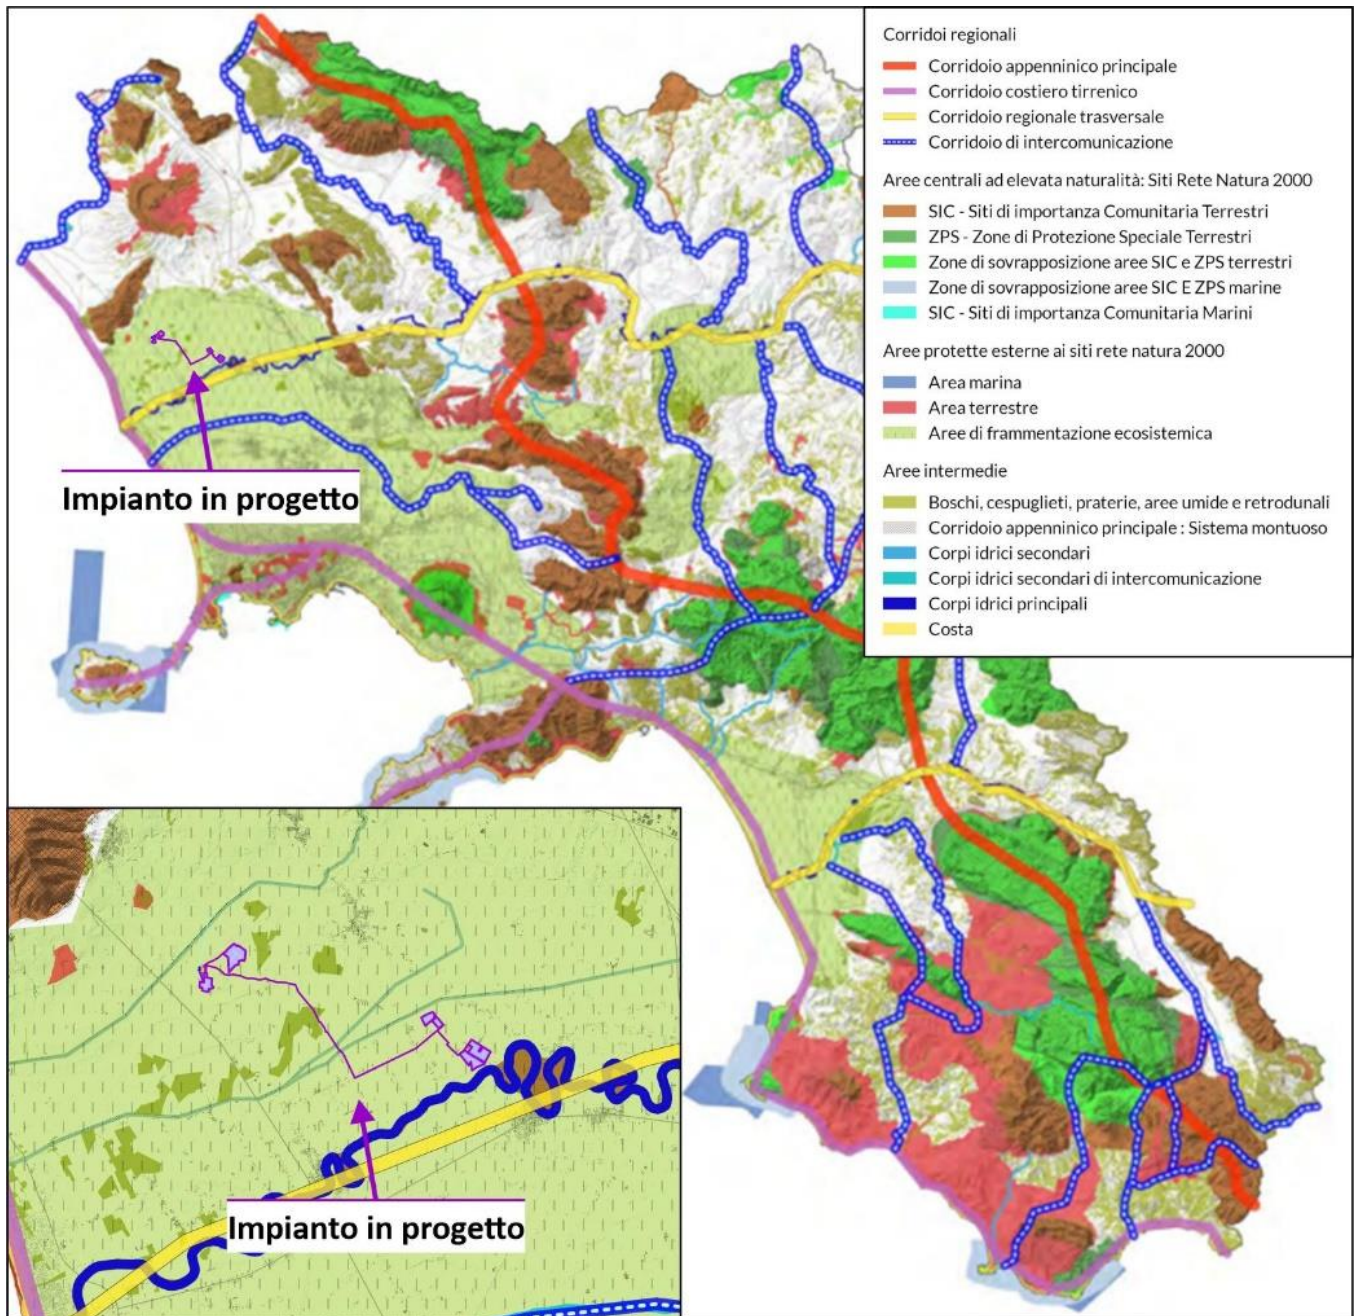 Corridoi regionali
Corridoio appenninico principale
Corridoio costiero tirrenico
Corridoio regionale trasversale
Corridoio di intercomunicazione
Aree centrali ad elevata naturalità: Siti Rete Natura 2000
SIC - Siti di importanza Comunitaria Terrestri
ZPS - Zone di Protezione Speciale Terrestri
Zone di sovrapposizione aree SIC e ZPS terrestri
Zone di sovrapposizione aree SIC E ZPS marine
SIC - Siti di importanza Comunitaria Marini
Aree protette esterne ai siti rete natura 2000
Area marina
Area terrestre
Aree di frammentazione ecosistemica
Aree intermedie
Boschi, cespuglieti, praterie, aree umide e retrodunali
Corridoio appenninico principale : Sistema montuoso
Corpi idrici secondari
Corpi idrici secondari di intercomunicazione
Corpi idrici principali
Costa
Impianto in progetto
Impianto in progetto